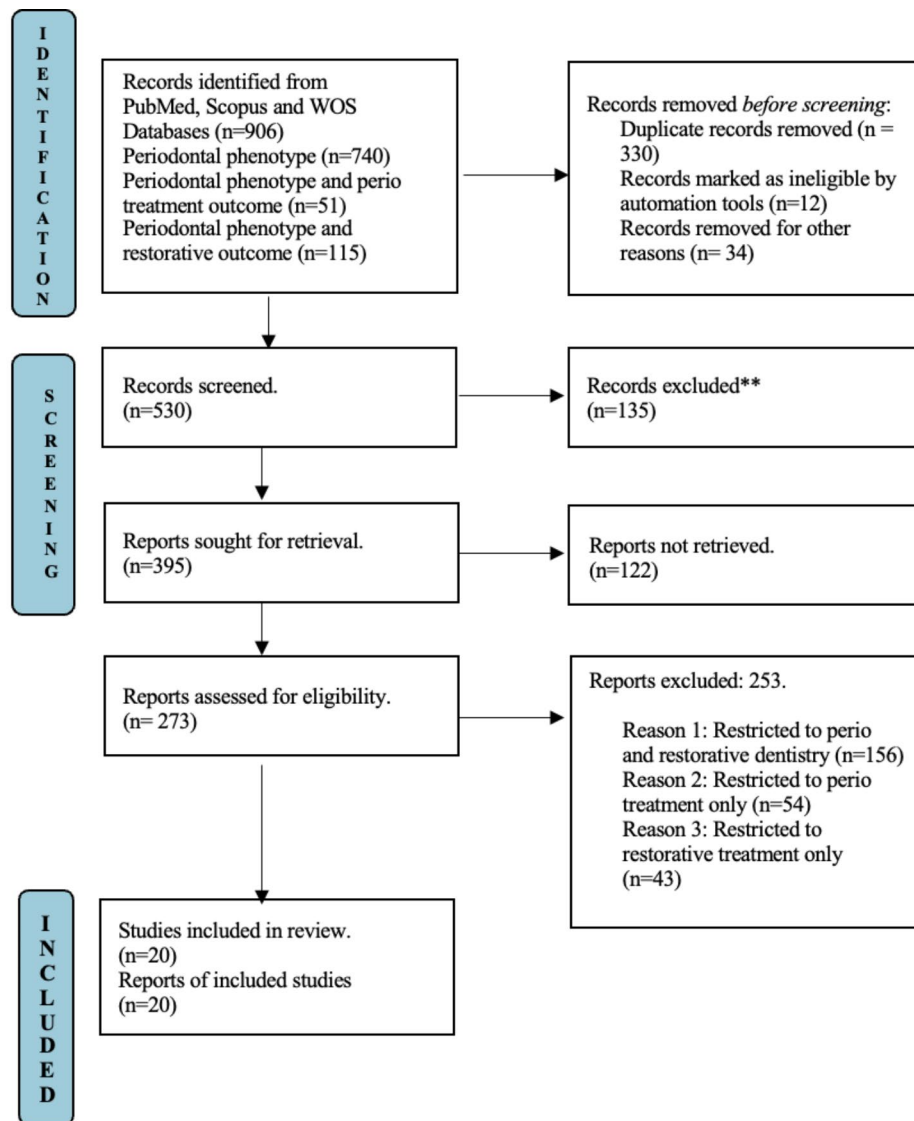 IDENTIFICATION
Records identified from
PubMed, Scopus and WOS
Databases (n=906)
Periodontal phenotype (n=740)
Periodontal phenotype and perio
treatment outcome (n=51)
Periodontal phenotype and
restorative outcome (n=115)
Records removed before screening:
Duplicate records removed (n =
330)
Records marked as ineligible by
automation tools (n=12)
Records removed for other
reasons (n= 34)
SCREENING
Records screened.
(n=530)
Records excluded**
(n=135)
Reports sought for retrieval.
(n=395)
Reports not retrieved.
(n=122)
Reports assessed for eligibility.
(n= 273)
Reports excluded: 253.
Reason 1: Restricted to perio
and restorative dentistry (n=156)
Reason 2: Restricted to perio
treatment only (n=54)
Reason 3: Restricted to
restorative treatment only
(n=43)
INCLUDED
Studies included in review.
(n=20)
Reports of included studies
(n=20)